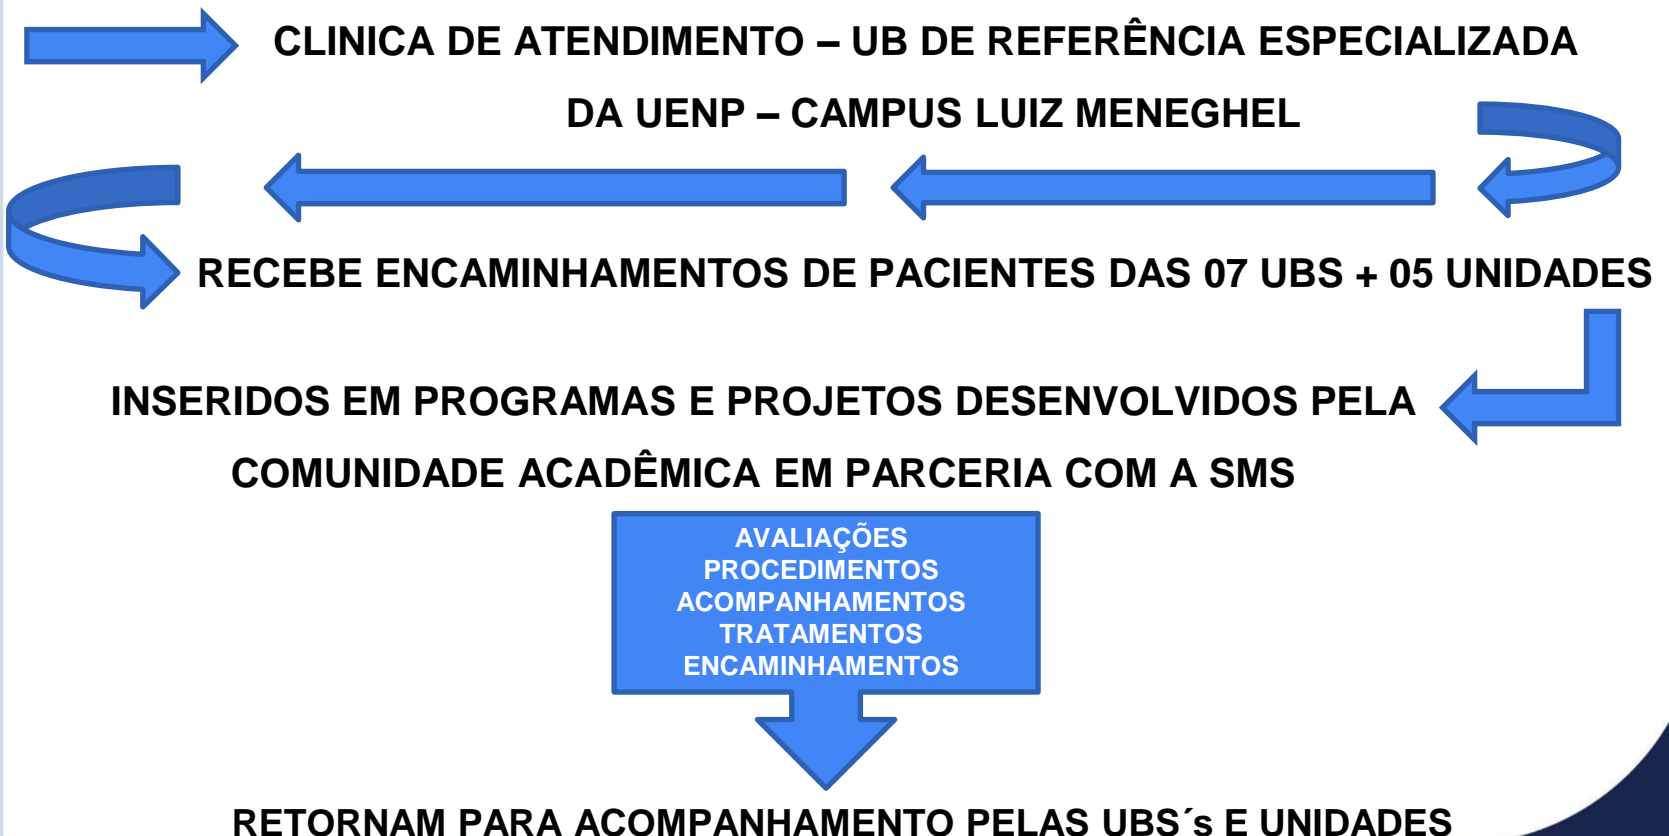 CLINICA DE ATENDIMENTO – UB DE REFERÊNCIA ESPECIALIZADA
DA UENP – CAMPUS LUIZ MENEGHEL
RECEBE ENCAMINHAMENTOS DE PACIENTES DAS 07 UBS + 05 UNIDADES
INSERIDOS EM PROGRAMAS E PROJETOS DESENVOLVIDOS PELA
COMUNIDADE ACADÊMICA EM PARCERIA COM A SMS
AVALIAÇÕES
PROCEDIMENTOS
ACOMPANHAMENTOS
TRATAMENTOS
ENCAMINHAMENTOS
RETORNAM PARA ACOMPANHAMENTO PELAS UBS´s E UNIDADES